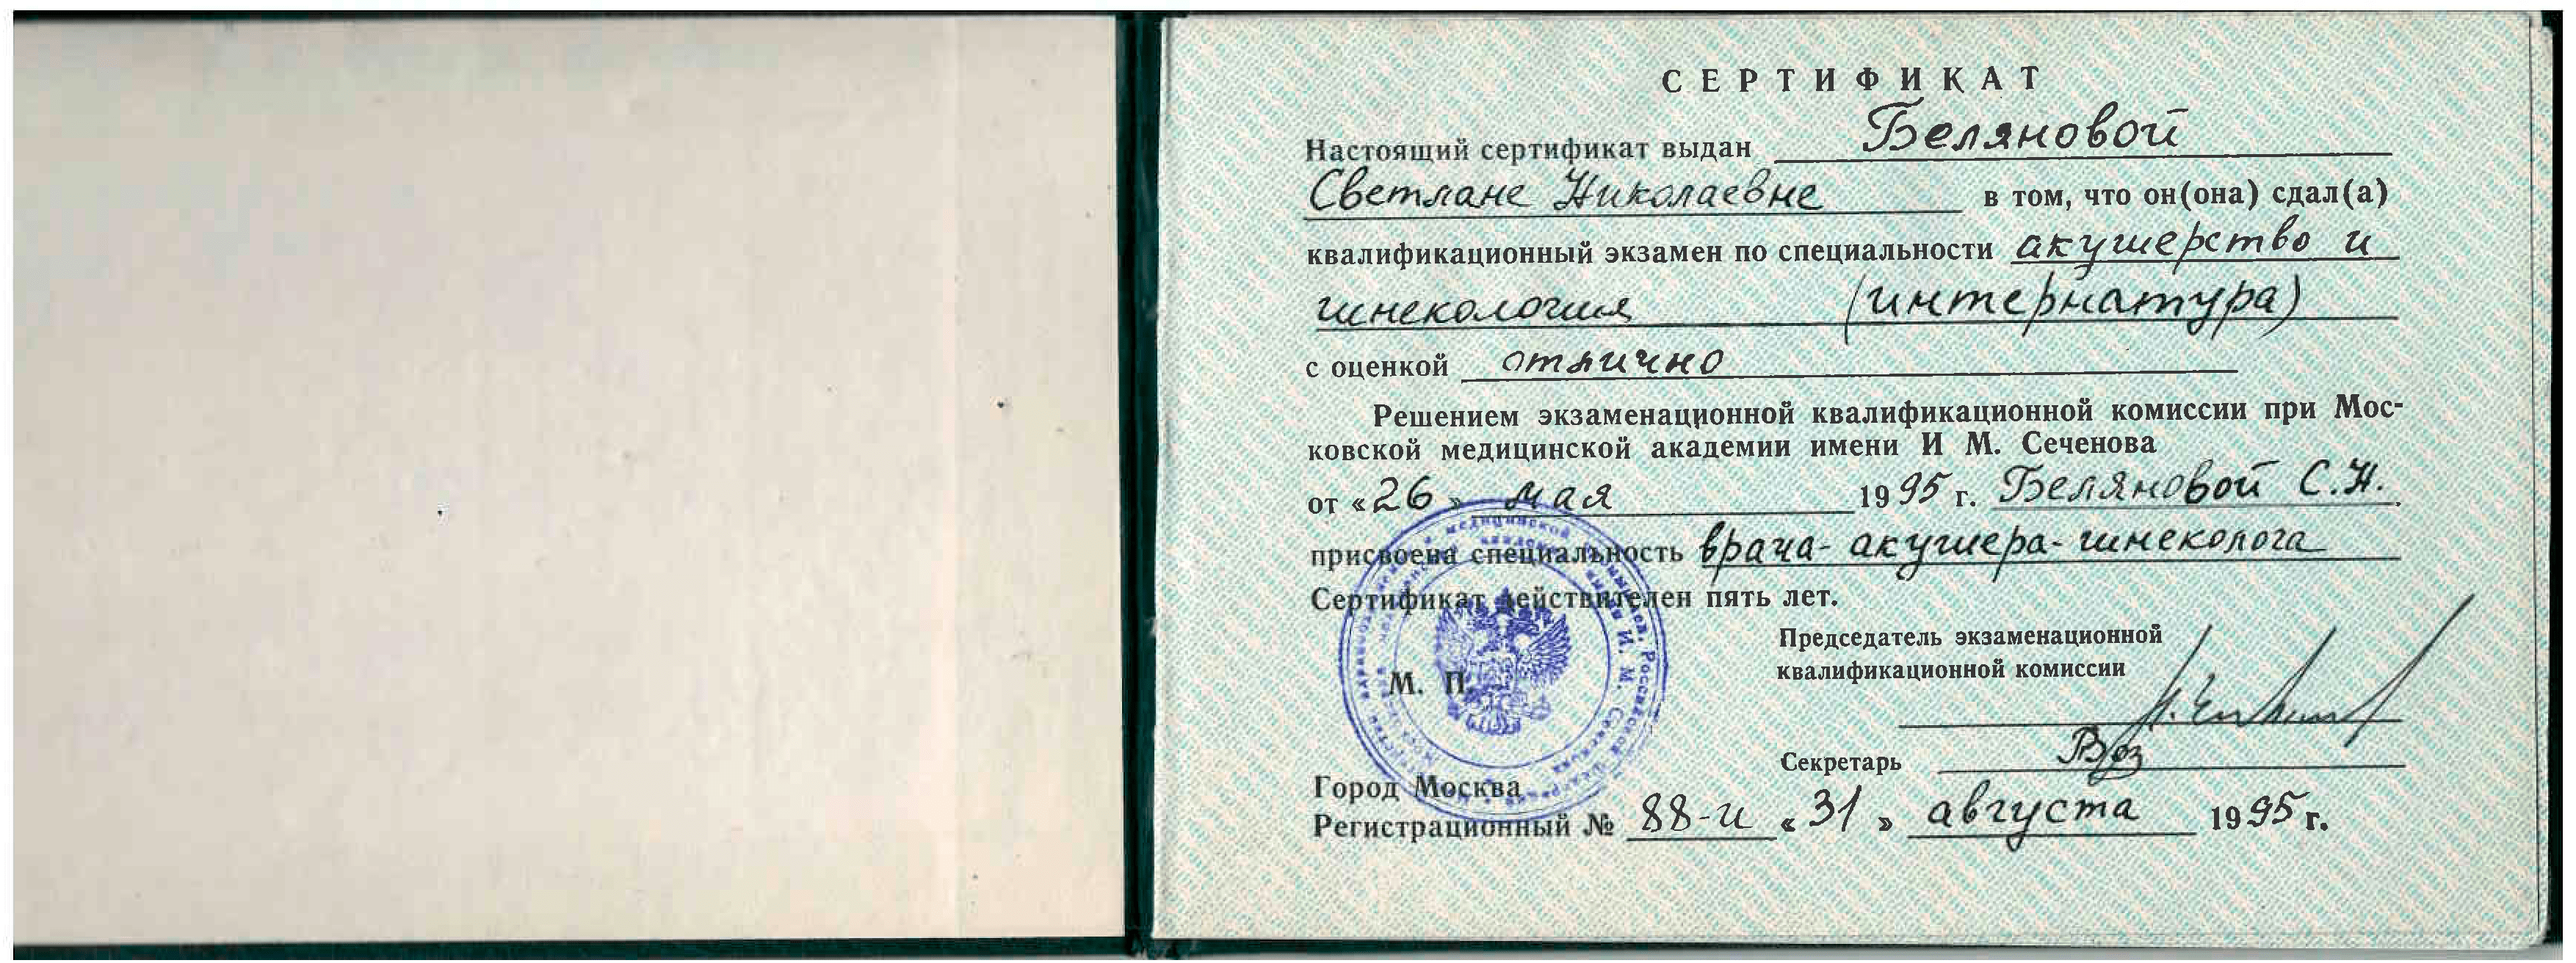 СЕРТИФИКАТ
Настоящий сертификат выдан Беляновой
Светлане Николаевне в том, что он(она) сдал(а)
квалификационный экзамен по специальности акушерство и
гинекология (интернатура)
с оценкой отлично
Решением экзаменационной квалификационной комиссии при Мос-
ковской медицинской академии имени И М. Сеченова
от «26» мая 1995 г. Беляновой С.Н.
присвоена специальность врача-акушера-гинеколога
Сертификат действителен пять лет.
Председатель экзаменационной
квалификационной комиссии
М. П.
Секретарь
Город Москва
Регистрационный № 88-и «31» августа 1995 г.